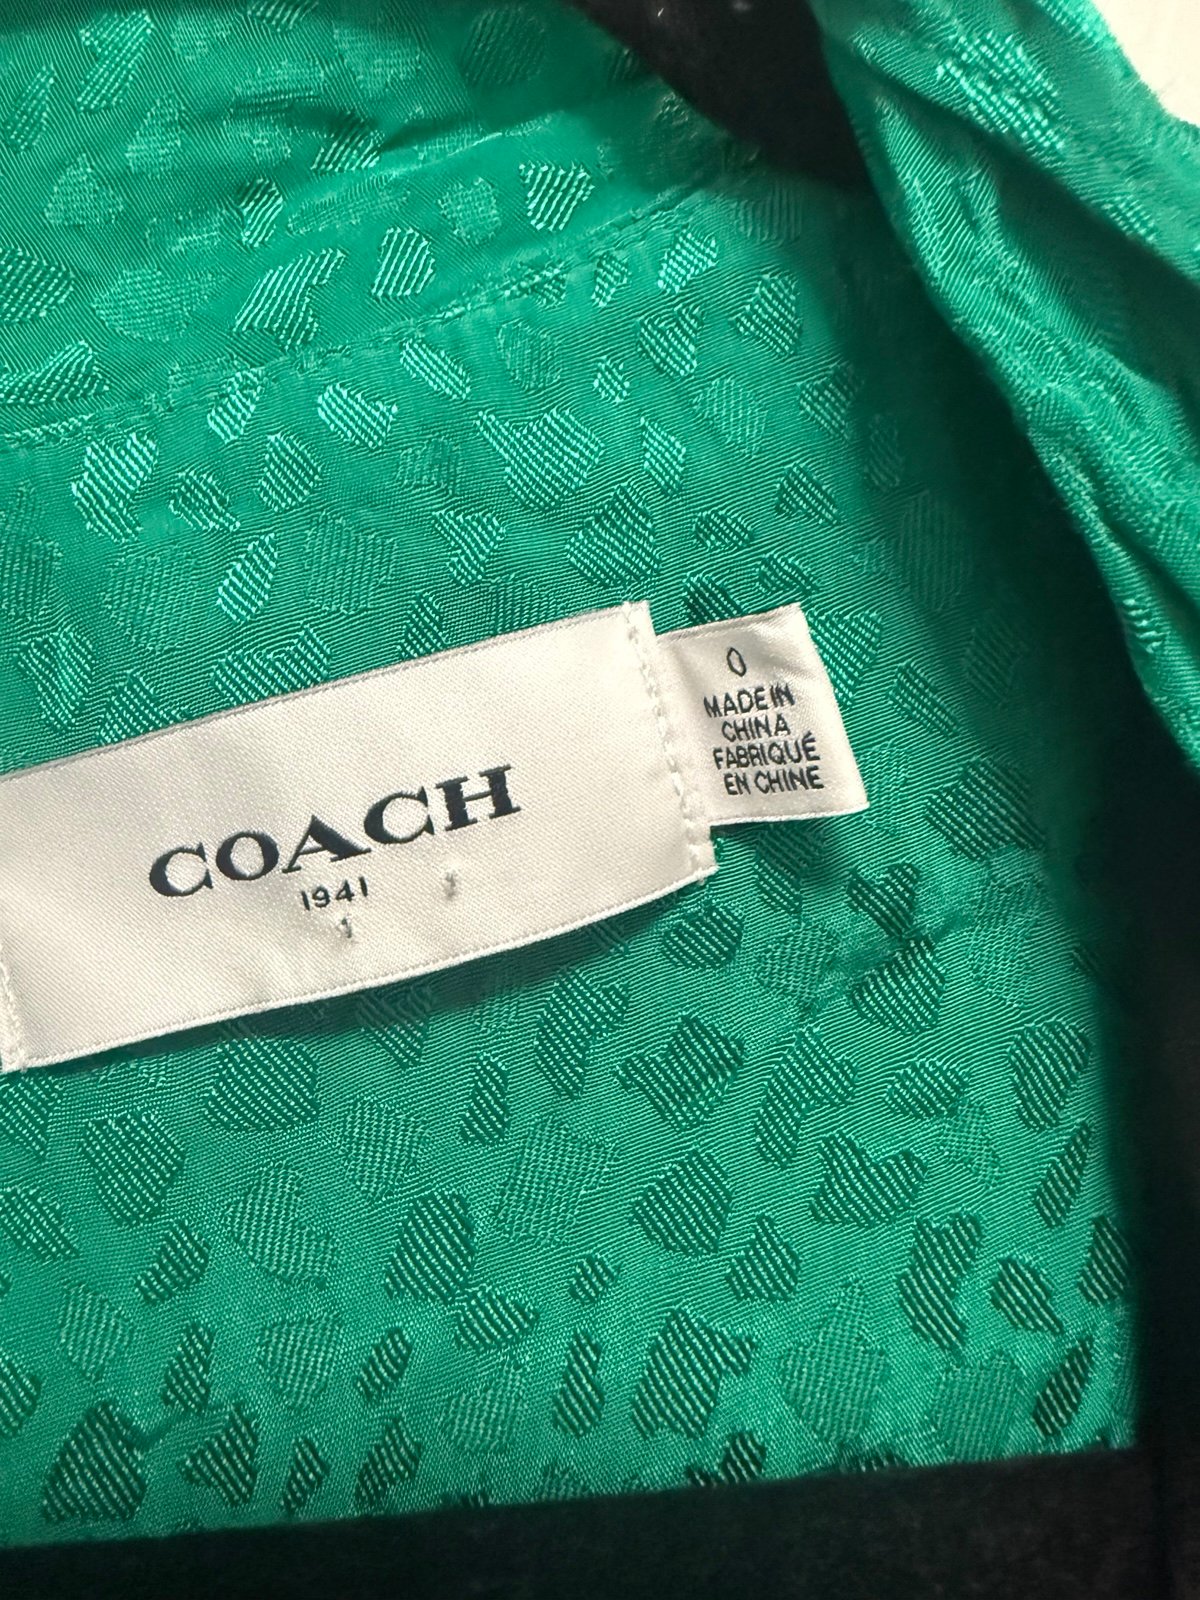 COACH
1941
0
MADE IN
CHINA
FABRIQUÉ
EN CHINE